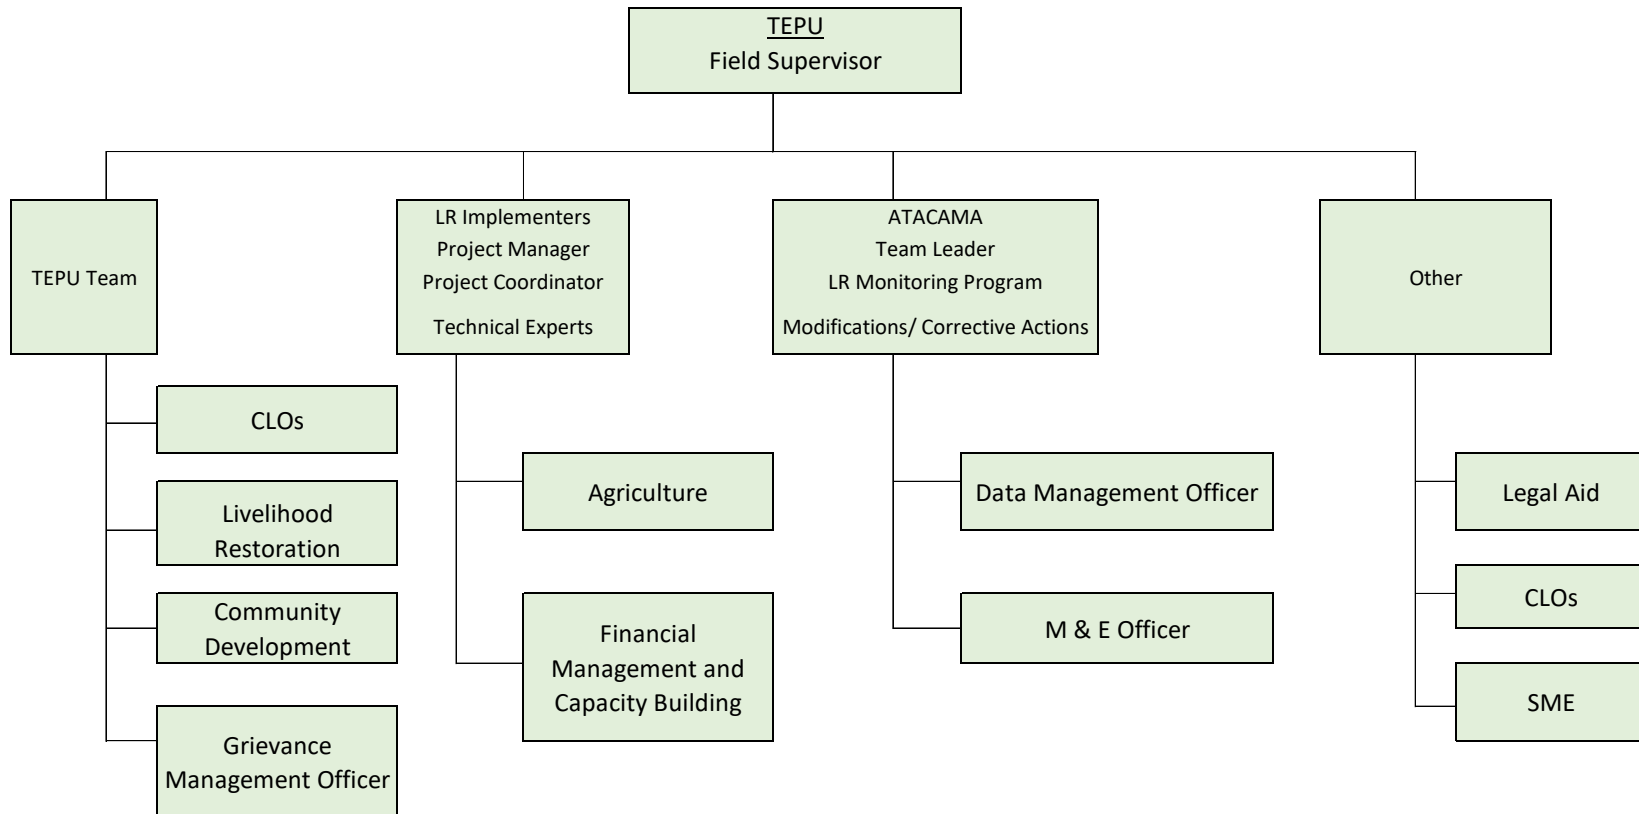 TEPU
Field Supervisor
TEPU Team
LR Implementers
Project Manager
Project Coordinator
Technical Experts
ATACAMA
Team Leader
LR Monitoring Program
Modifications/ Corrective Actions
Other
CLOs
Livelihood
Restoration
Community
Development
Grievance
Management Officer
Agriculture
Financial
Management and
Capacity Building
Data Management Officer
M & E Officer
Legal Aid
CLOs
SME